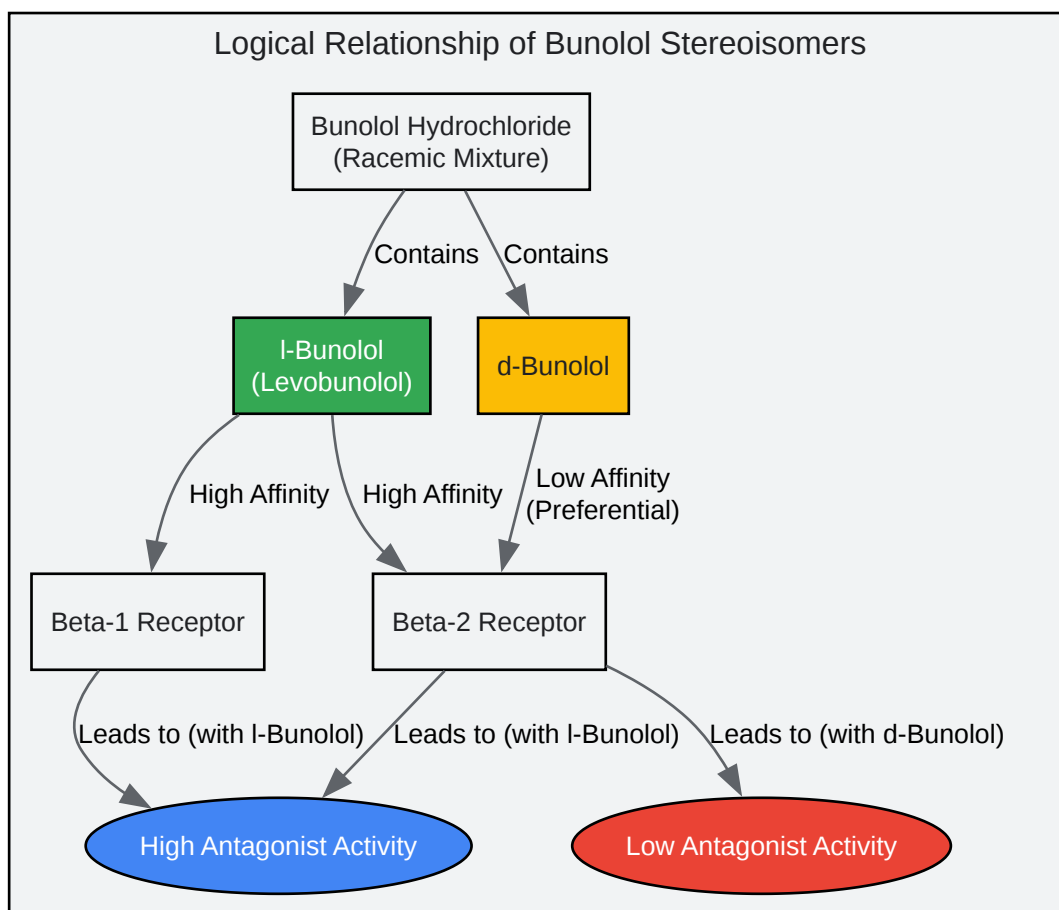 Logical Relationship of Bunolol Stereoisomers
Bunolol Hydrochloride
(Racemic Mixture)
Contains
Contains
l-Bunolol
(Levobunolol)
d-Bunolol
High Affinity
High Affinity
Low Affinity
(Preferential)
Beta-1 Receptor
Beta-2 Receptor
Leads to (with l-Bunolol)
Leads to (with l-Bunolol)
Leads to (with d-Bunolol)
High Antagonist Activity
Low Antagonist Activity